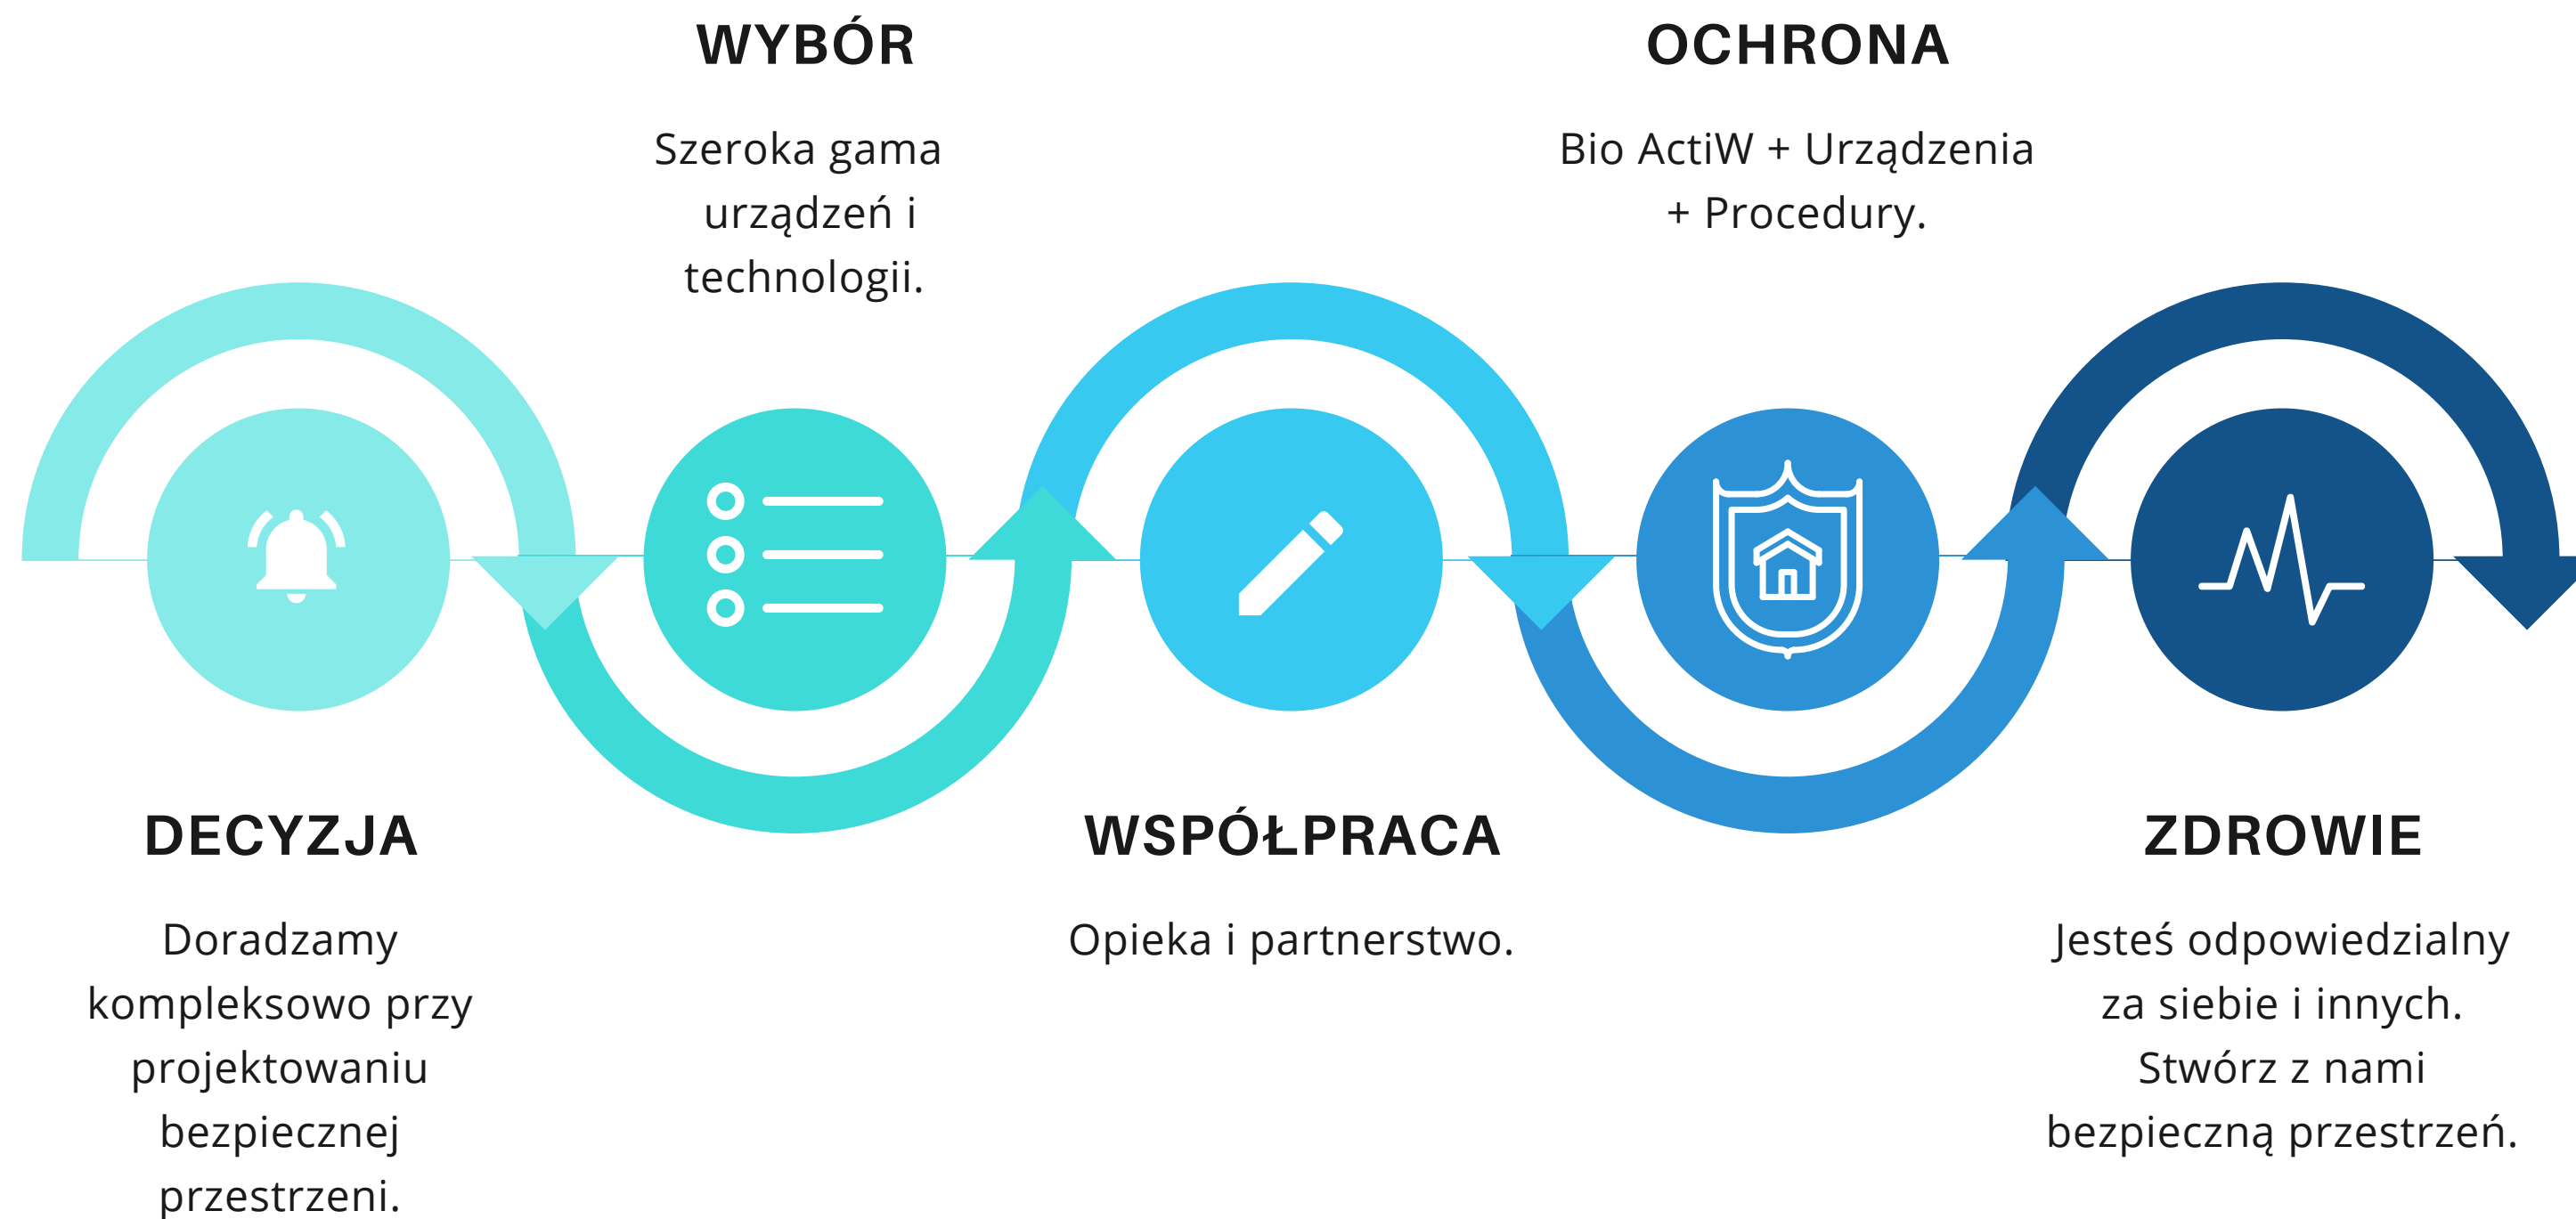 DECYZJA
Doradzamy
kompleksowo przy
projektowaniu
bezpiecznej
przestrzeni.
WYBÓR
Szeroka gama
urządzeń i
technologii.
WSPÓŁPRACA
Opieka i partnerstwo.
OCHRONA
Bio ActiW + Urządzenia
+ Procedury.
ZDROWIE
Jesteś odpowiedzialny
za siebie i innych.
Stwórz z nami
bezpieczną przestrzeń.